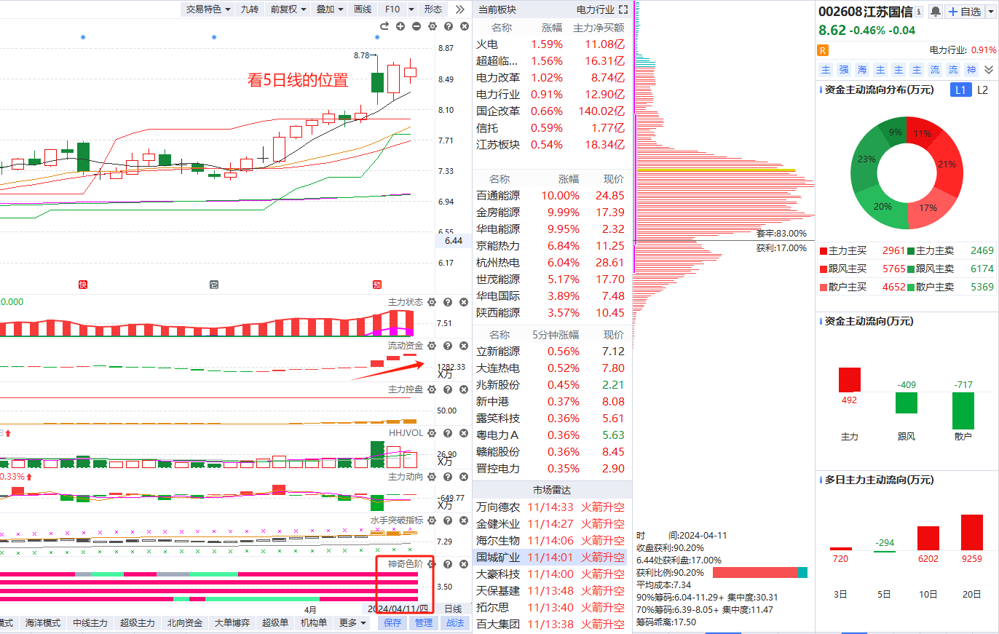 交易特色 九转 前复权 叠加 画线 F10 形态
8.87
8.78
看5日线的位置
8.49
8.10
7.71
7.33
6.94
6.55
6.44
6.17
快 预
0.000 主力状态
7.51
流动资金
1282.33
X万
主力控盘
50.00
HHJVOL
26.90
X万
0.33% 主力动向
-649.77
X万
水手突破指标
7.29
神奇色阶
3.50
4月 2024/04/11/四 日线
模式 海洋模式 中线主力 超级主力 北向资金 大单博弈 超级单 机构单 更多 保存 管理 战法
当前板块 电力行业
名称 涨幅 主力净买额
火电 1.59% 11.08亿
超超临... 1.56% 16.31亿
电力改革 1.02% 8.74亿
电力行业 0.91% 12.90亿
国企改革 0.66% 140.02亿
信托 0.59% 1.77亿
江苏板块 0.54% 18.34亿
名称 涨幅 现价
百通能源 10.00% 24.85
金房能源 9.99% 17.39
华电能源 9.95% 2.32
京能热力 6.84% 11.25
杭州热电 6.04% 28.61
世茂能源 5.17% 17.70
华电国际 3.89% 7.48
陕西能源 3.57% 10.45
名称 5分钟涨幅 现价
立新能源 0.56% 7.12
大连热电 0.52% 7.80
兆新股份 0.45% 2.21
新中港 0.37% 8.08
露笑科技 0.36% 5.61
粤电力A 0.36% 5.63
赣能股份 0.36% 8.45
晋控电力 0.35% 2.90
市场雷达
万向德农 11/14:33 火箭升空
金健米业 11/14:27 火箭升空
海尔生物 11/14:06 火箭升空
国城矿业 11/14:01 火箭升空
大豪科技 11/14:00 火箭升空
天保基建 11/13:48 火箭升空
拓尔思 11/13:40 火箭升空
百大集团 11/13:38 火箭升空
套牢:83.00%
获利:17.00%
时 间:2024-04-11
收盘获利:90.20%
6.44处获利盘:17.00%
获利比例:90.20%
平均成本:7.34
90%筹码:6.04-11.29+ 集中度:30.31
70%筹码:6.39-8.05+ 集中度:11.47
筹码乖离:17.50
002608江苏国信 自选
8.62 -0.46% -0.04
R 电力行业: 0.91%
主 强 海 主 主 主 流 流 神
资金主动流向分布(万元) L1 L2
9% 11%
23% 21%
20% 17%
主力主买 2961 主力主卖 2469
跟风主买 5765 跟风主卖 6174
散户主买 4652 散户主卖 5369
资金主动流向(万元)
-409 -717
492
主力 跟风 散户
多日主力主动流向(万元)
-294
720 6202 9259
3日 5日 10日 20日